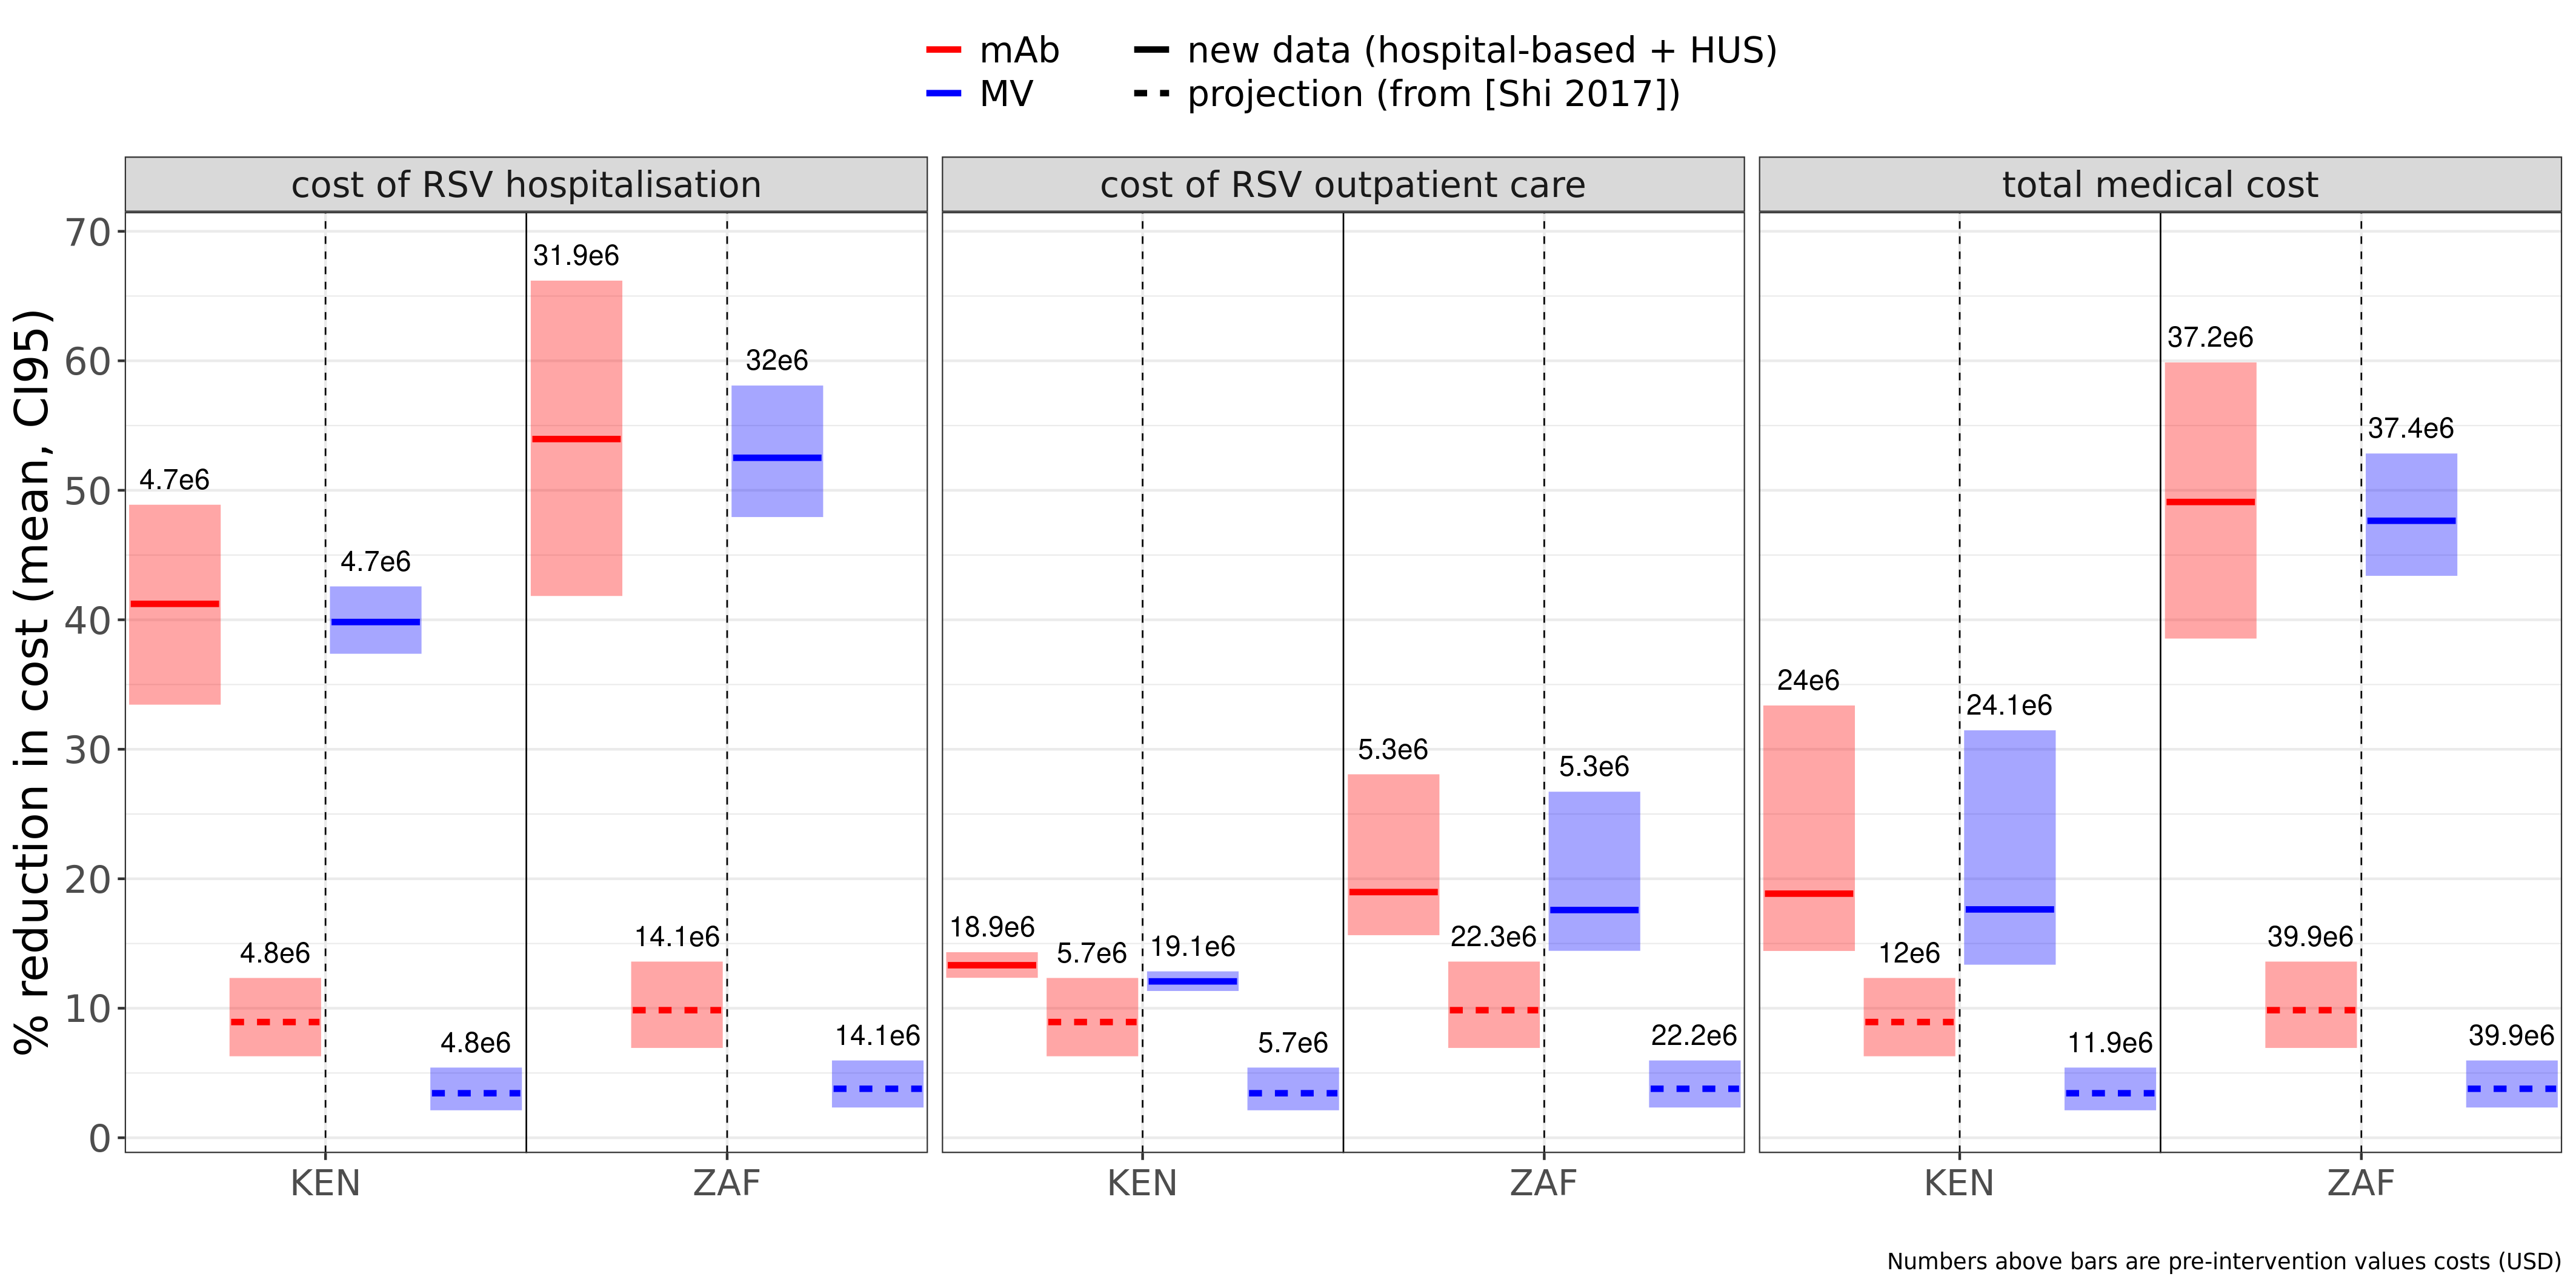 mAb
new data (hospital-based + HUS)
MV
projection (from [Shi 2017])
cost of RSV hospitalisation
cost of RSV outpatient care
total medical cost
% reduction in cost (mean, CI95)
70
60
50
40
30
20
10
0
4.7e6
4.8e6
4.7e6
4.8e6
31.9e6
14.1e6
32e6
14.1e6
18.9e6
5.7e6
19.1e6
5.7e6
5.3e6
22.3e6
5.3e6
22.2e6
24e6
12e6
24.1e6
11.9e6
37.2e6
39.9e6
37.4e6
39.9e6
KEN
ZAF
KEN
ZAF
KEN
ZAF
Numbers above bars are pre-intervention values costs (USD)